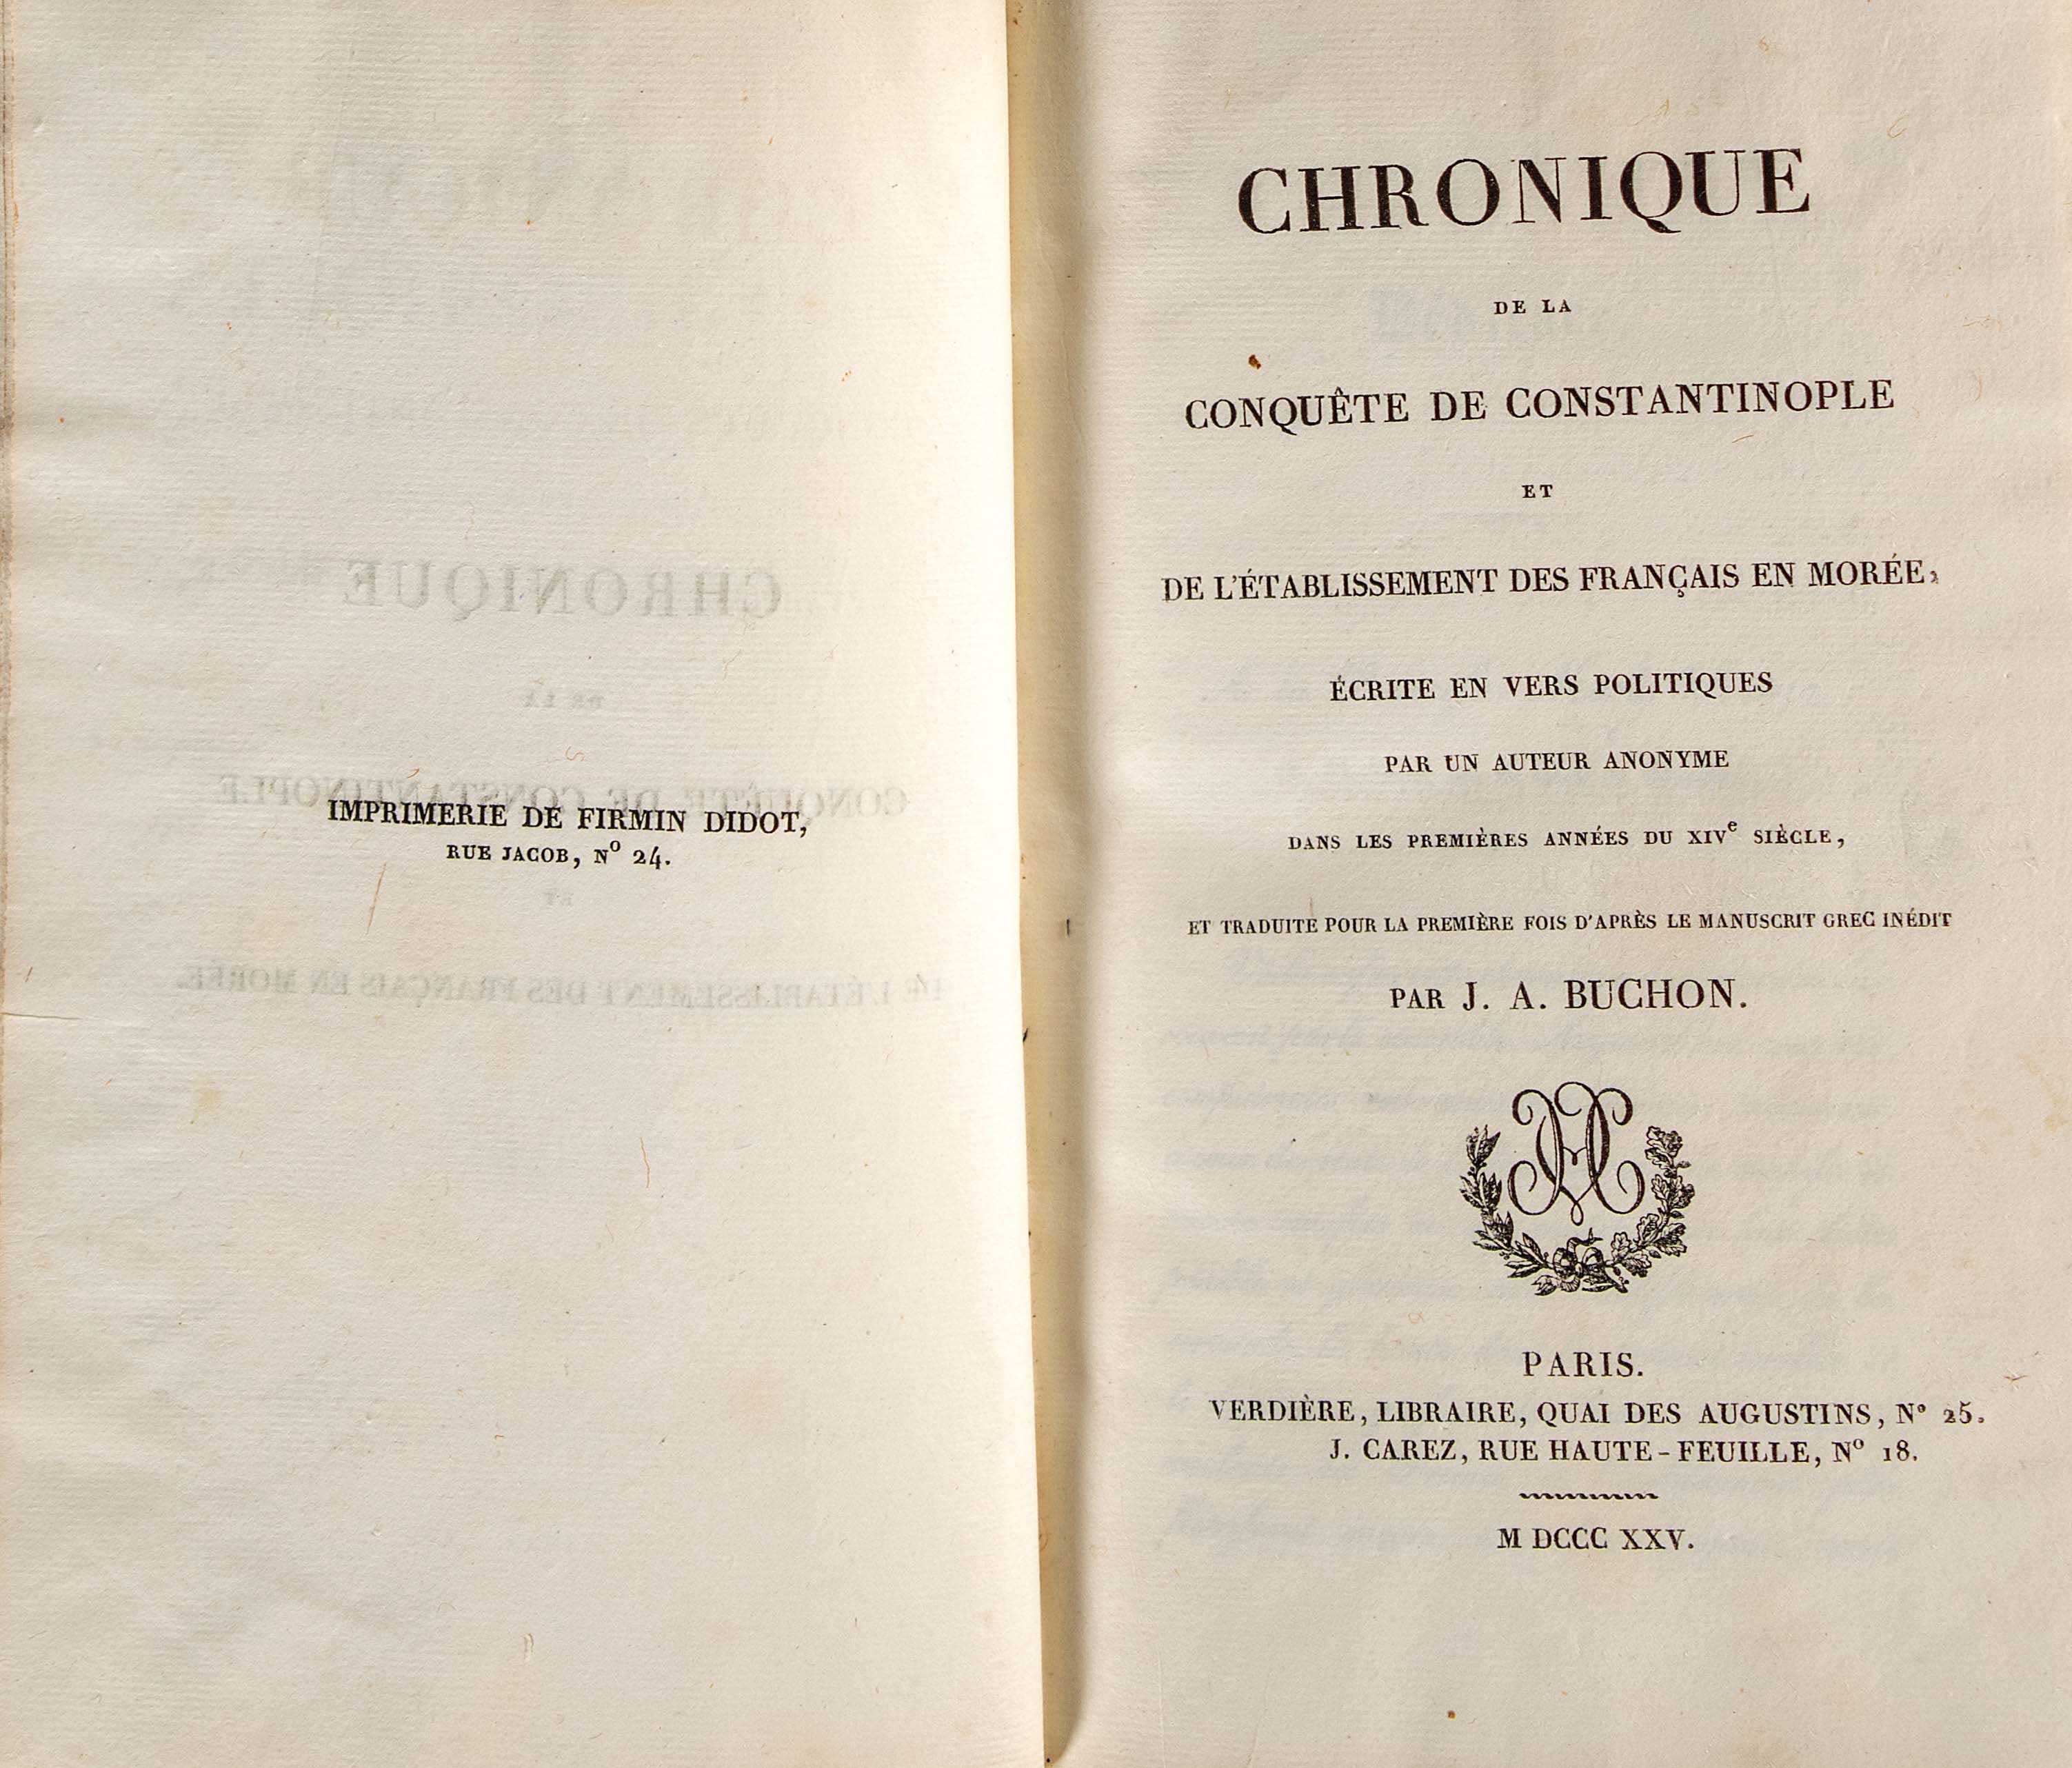 IMPRIMERIE DE FIRMIN DIDOT,
RUE JACOB, Nº 24.
CHRONIQUE
DE LA
CONQUÊTE DE CONSTANTINOPLE
ET
DE L'ÉTABLISSEMENT DES FRANÇAIS EN MORÉE,
ÉCRITE EN VERS POLITIQUES
PAR UN AUTEUR ANONYME
DANS LES PREMIÈRES ANNÉES DU XIVe SIÈCLE,
ET TRADUITE POUR LA PREMIÈRE FOIS D'APRÈS LE MANUSCRIT GREC INÉDIT
PAR J. A. BUCHON.
PARIS.
VERDIÈRE, LIBRAIRE, QUAI DES AUGUSTINS, Nº 25.
J. CAREZ, RUE HAUTE-FEUILLE, Nº 18.
M DCCC XXV.